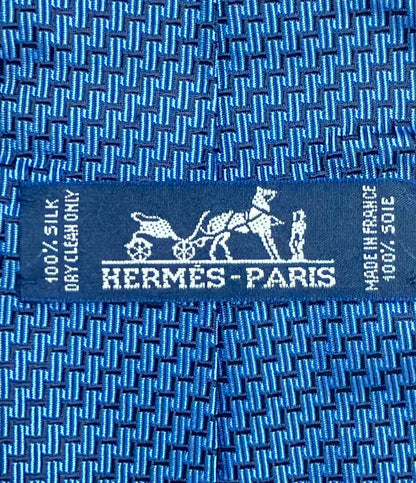 100% SILK
DRY CLEAN ONLY
HERMÈS-PARIS
MADE IN FRANCE
100% SOIE